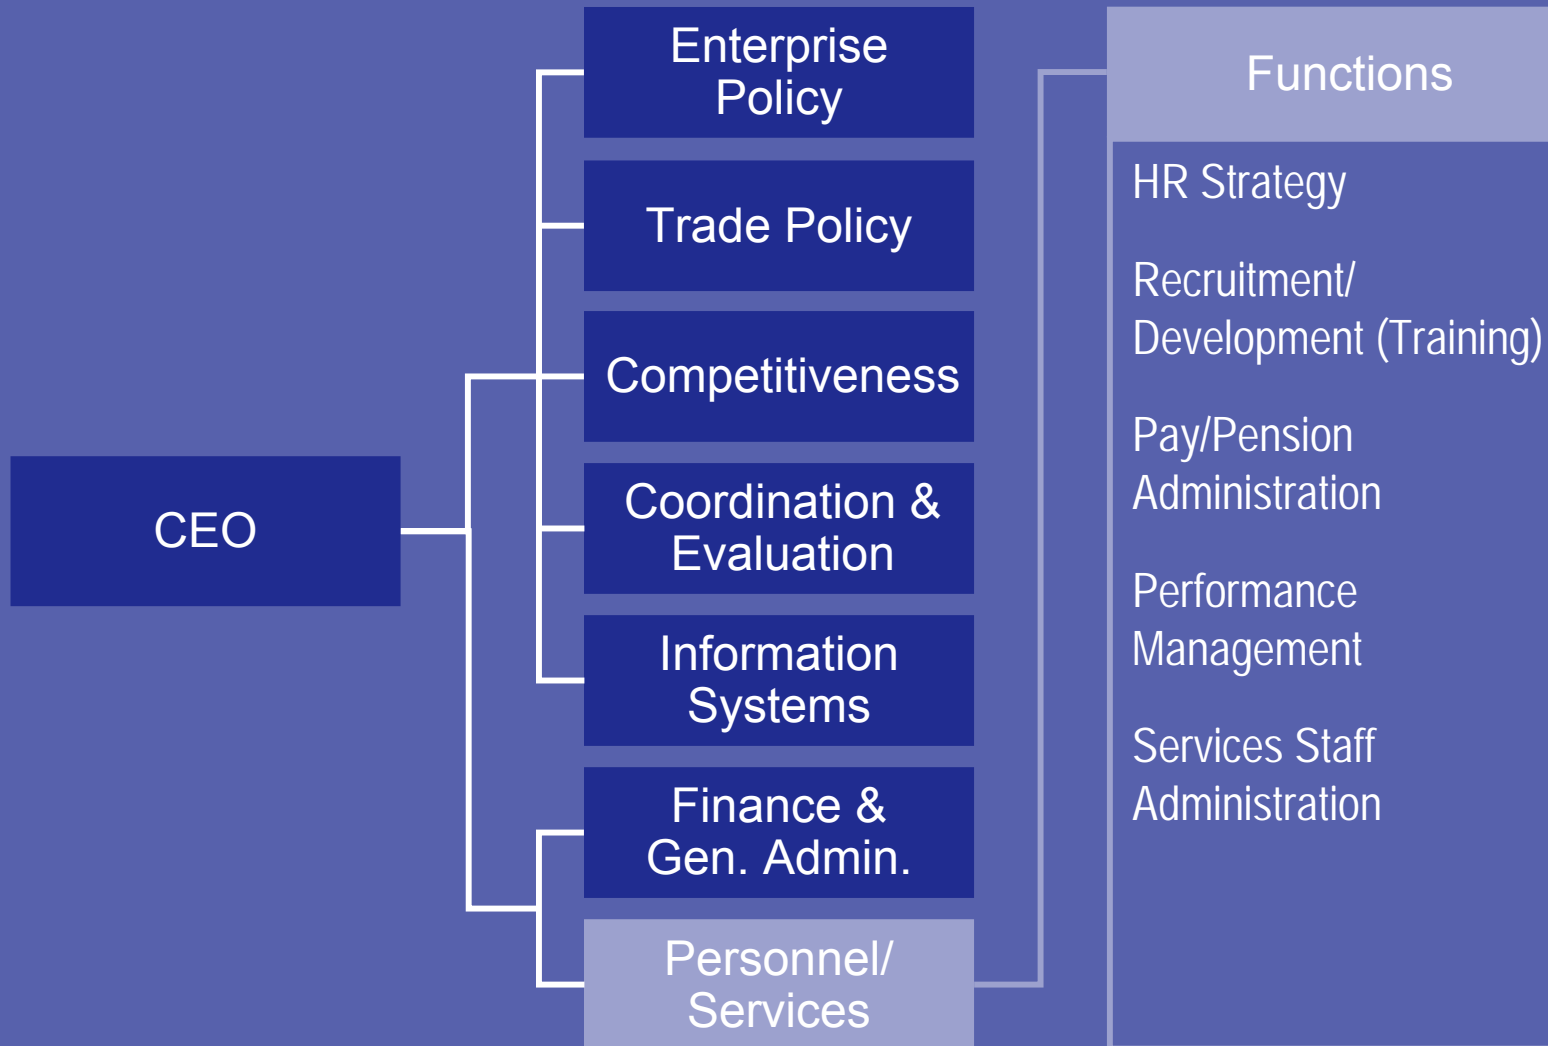 CEO
Enterprise
Policy
Trade Policy
Competitiveness
Coordination &
Evaluation
Information
Systems
Finance &
Gen. Admin.
Personnel/
Services
Functions
HR Strategy
Recruitment/
Development (Training)
Pay/Pension
Administration
Performance
Management
Services Staff
Administration